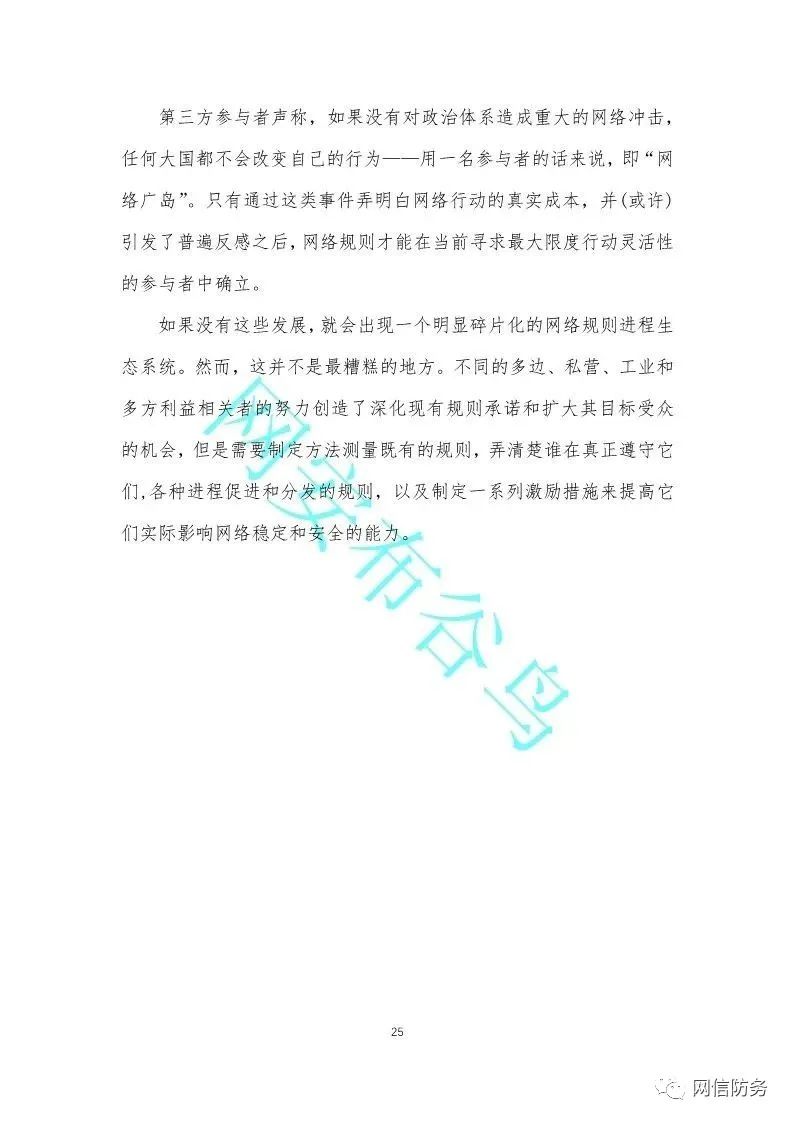 第三方参与者声称，如果没有对政治体系造成重大的网络冲击，
任何大国都不会改变自己的行为——用一名参与者的话来说，即“网
络广岛”。只有通过这类事件弄明白网络行动的真实成本，并(或许)
引发了普遍反感之后，网络规则才能在当前寻求最大限度行动灵活性
的参与者中确立。
如果没有这些发展，就会出现一个明显碎片化的网络规则进程生
态系统。然而，这并不是最糟糕的地方。不同的多边、私营、工业和
多方利益相关者的努力创造了深化现有规则承诺和扩大其目标受众
的机会，但是需要制定方法测量既有的规则，弄清楚谁在真正遵守它
们,各种进程促进和分发的规则，以及制定一系列激励措施来提高它
们实际影响网络稳定和安全的能力。
网安布谷鸟
25
网信防务